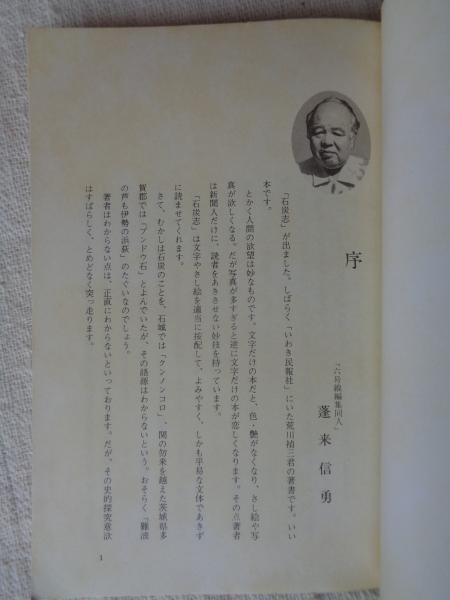 序
「六号線編集同人」
蓬来信勇
「石炭志」が出ました。しばらく「いわき民報社」にいた荒川禎三君の著書です。いい
本です。
とかく人間の欲望は妙なものです。文字だけの本だと、色・艶がなくなり、さし絵や写
真が欲しくなる。だが写真が多すぎると逆に文字だけの本が恋しくなります。その点著者
は新聞人だけに、読者をあきさせない妙技を持っています。
「石炭志」は文字やさし絵を適当に按配して、よみやすく、しかも平易な文体であきず
に読ませてくれます。
さて、むかしは石炭のことを、石城では「クンノンコロ」、関の勿来を越えた茨城県多
賀郡では「ブンドウ石」とよんでいたが、その語源はわからないという。おそらく「難波
の芦も伊勢の浜荻」のたぐいなのでしょう。
著者はわからない点は、正直にわからないといっております。だが、その史的探究意欲
はすばらしく、とめどなく突っ走ります。
1